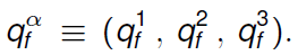 q_f^α ≡ (q_f^1 , q_f^2 , q_f^3).